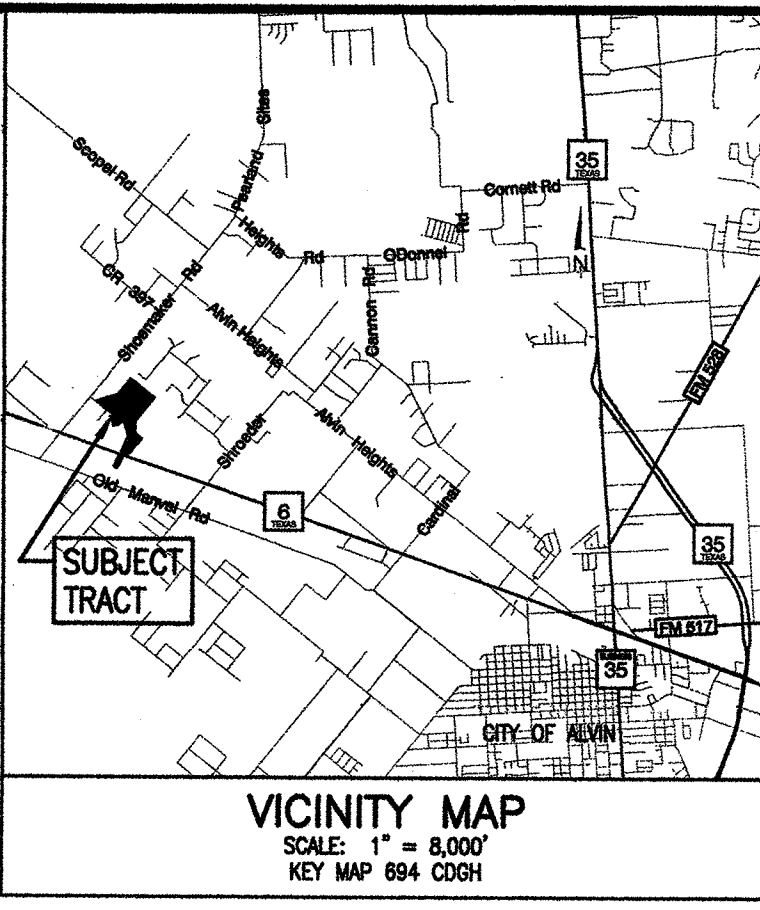 Scopel Rd
Pearland Sites
35
TEXAS
Cornett Rd
Rd
Heights Rd
ODonnel
N
CR 397
Shoemaker Rd
Cannon Rd
Alvin Heights
FM 528
Shroeder
Alvin Heights
Old Manvel Rd
6
TEXAS
Cardinal
35
TEXAS
SUBJECT
TRACT
FM 517
35
CITY OF ALVIN
VICINITY MAP
SCALE: 1" = 8,000'
KEY MAP 694 CDGH